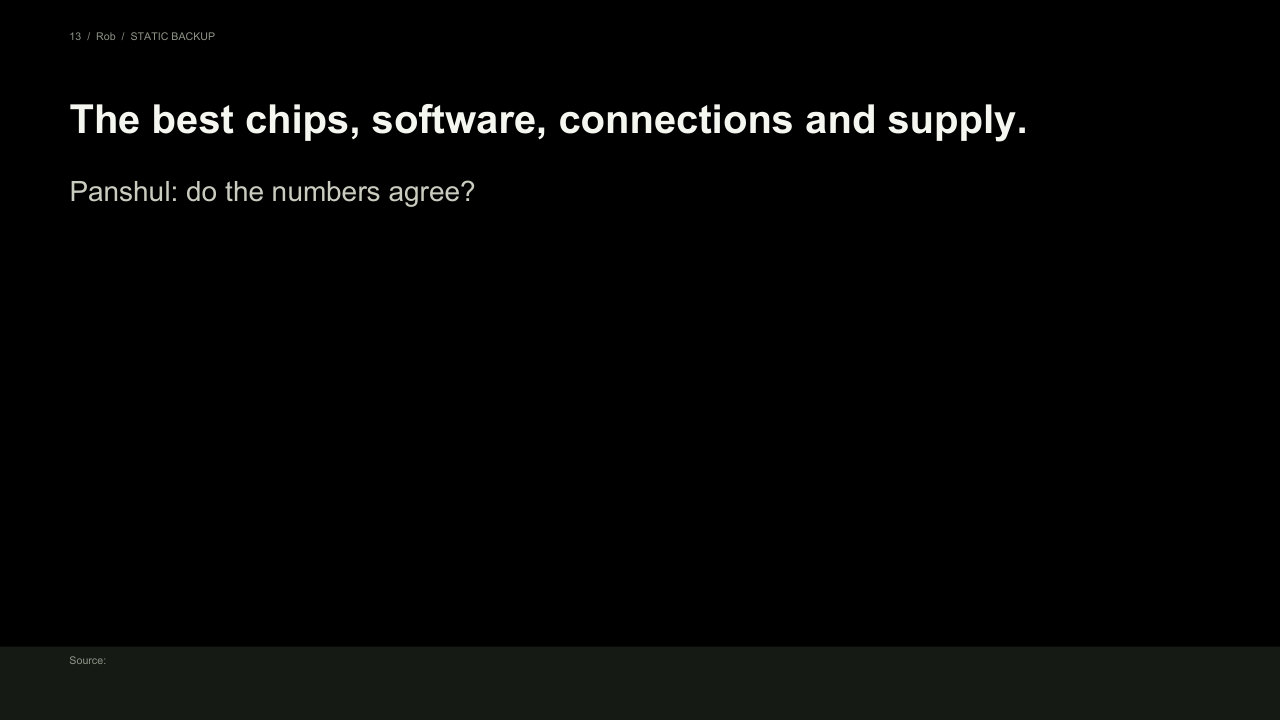 13 / Rob / STATIC BACKUP
The best chips, software, connections and supply.
Panshul: do the numbers agree?
Source: